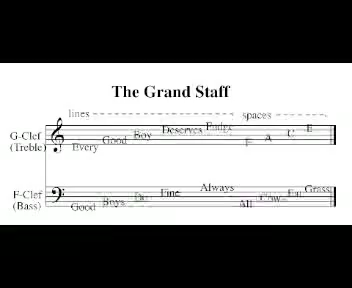 The Grand Staff
lines spaces
G-Clef
(Treble)
Every Good Boy Deserves Fudge F A C E
F-Clef
(Bass)
Good Boys Do Fine Always All Cows Eat Grass